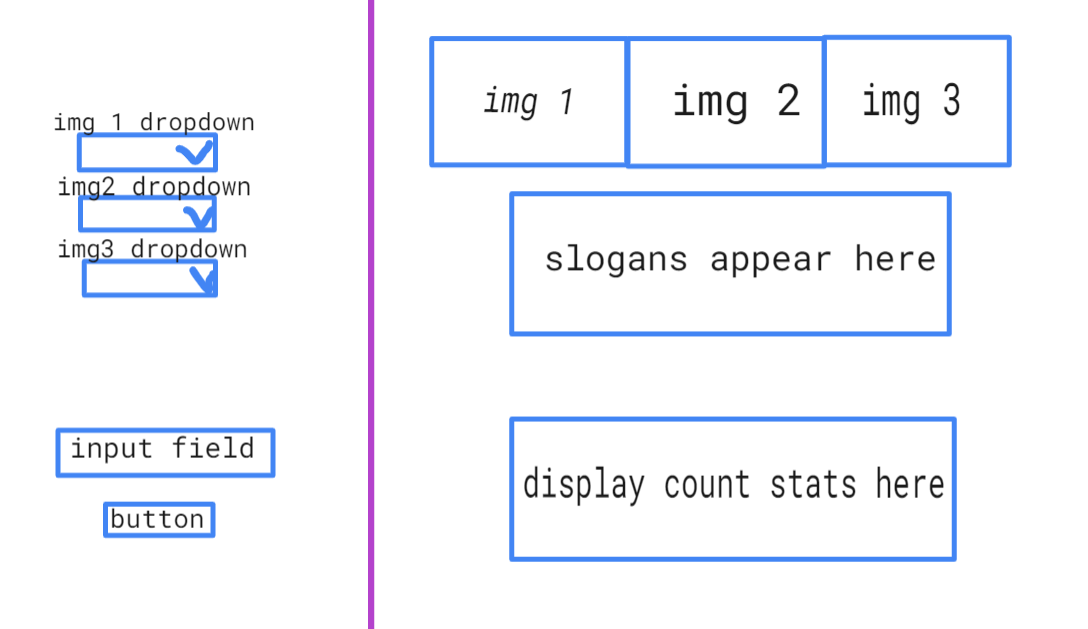 img 1 dropdown
img2 dropdown
img3 dropdown
input field
button
img 1
img 2
img 3
slogans appear here
display count stats here